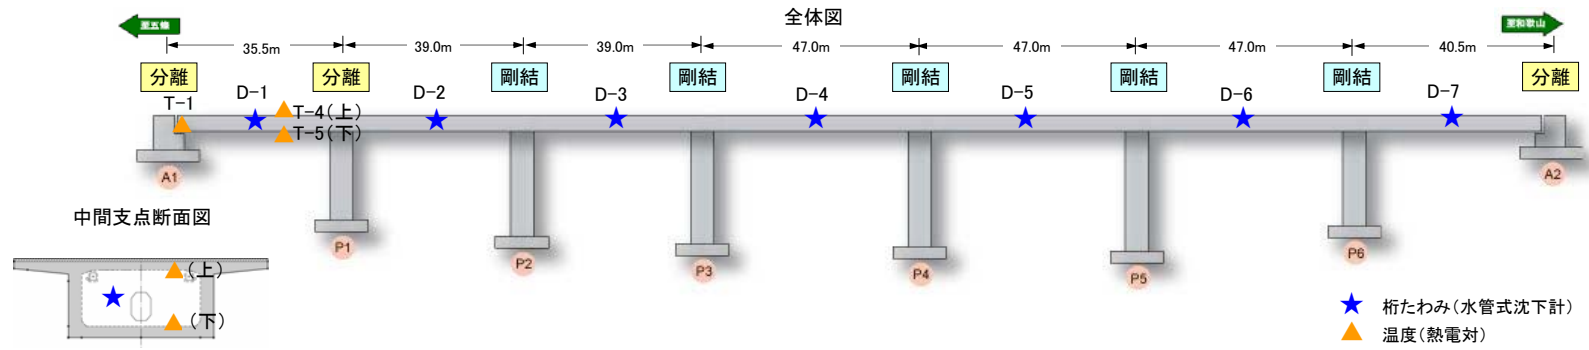 全体図
至五條
至和歌山
35.5m 39.0m 39.0m 47.0m 47.0m 47.0m 40.5m
分離 分離 剛結 剛結 剛結 剛結 剛結 分離
T-1 D-1 T-4(上) D-2 D-3 D-4 D-5 D-6 D-7
T-5(下)
A1 P1 P2 P3 P4 P5 P6 A2
中間支点断面図
(上)
(下)
桁たわみ(水管式沈下計)
温度(熱電対)